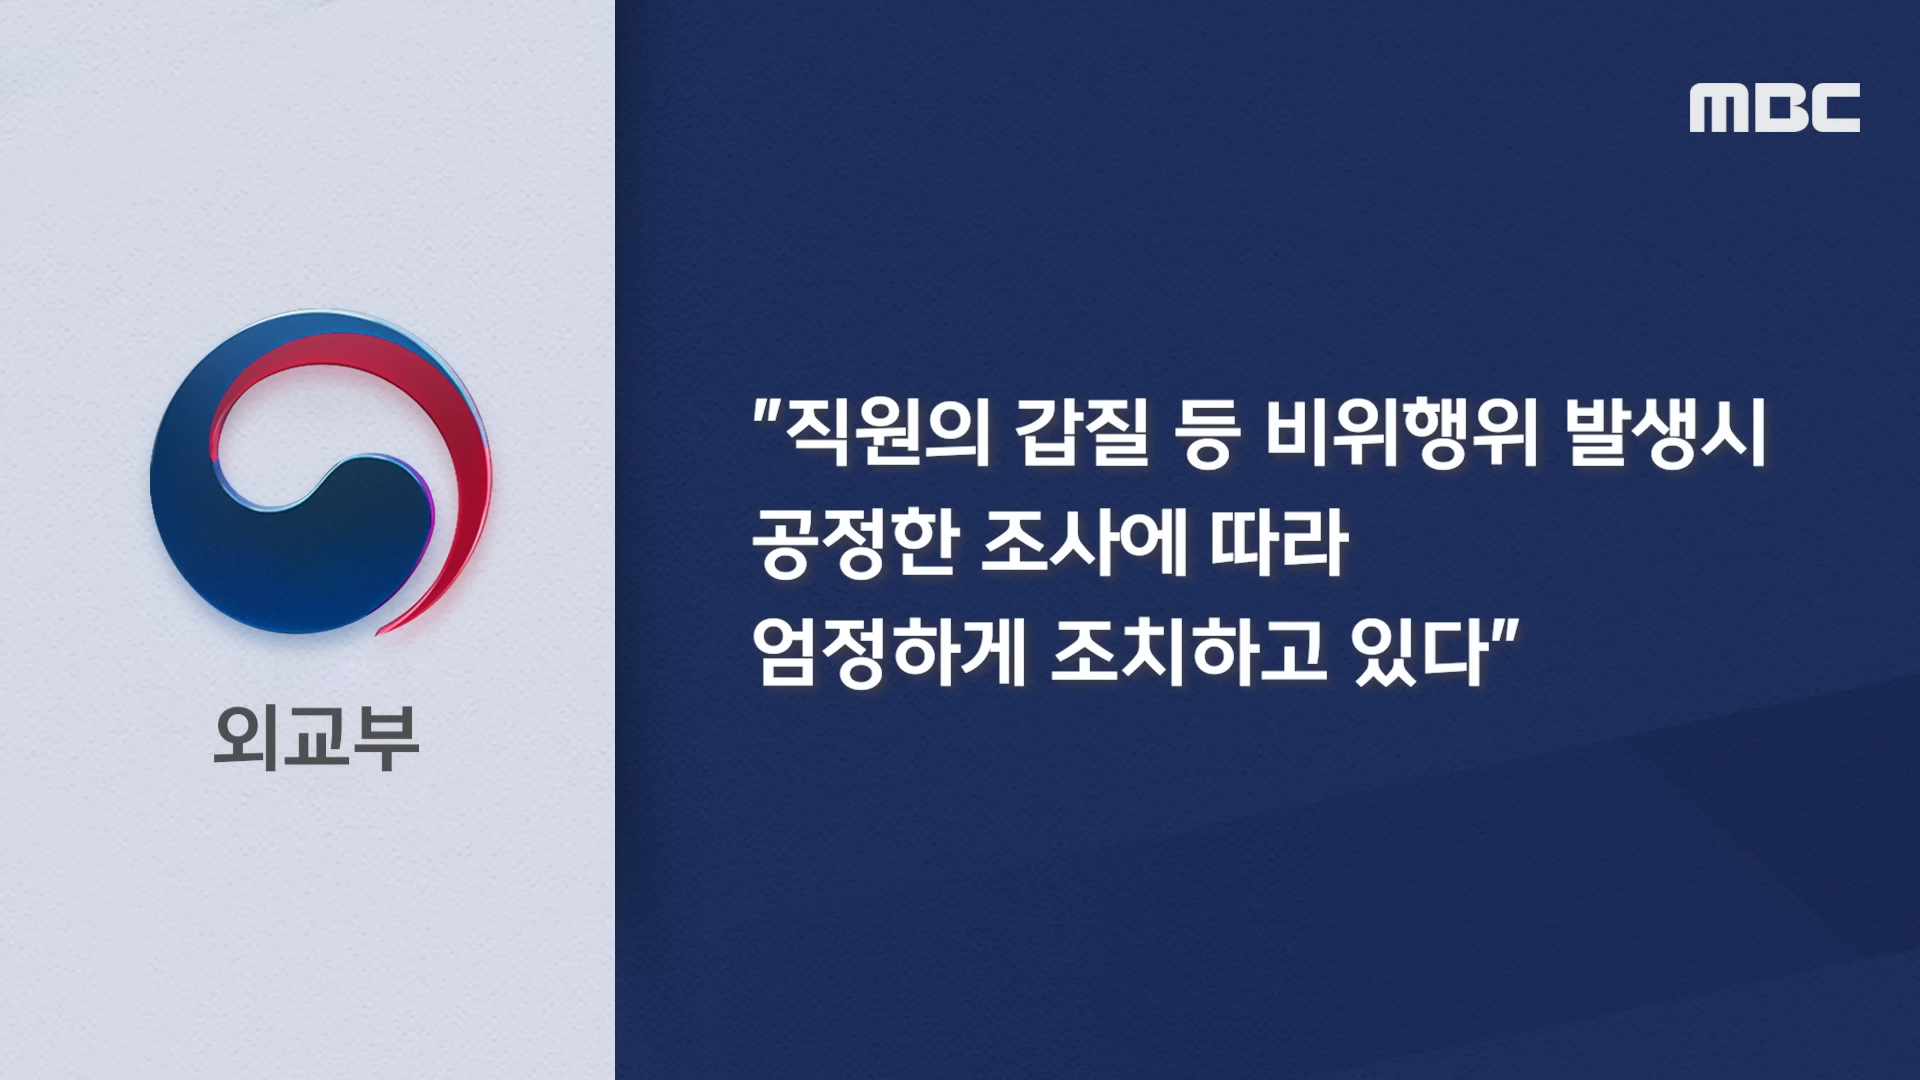 MBC
"직원의 갑질 등 비위행위 발생시
공정한 조사에 따라
엄정하게 조치하고 있다"
외교부